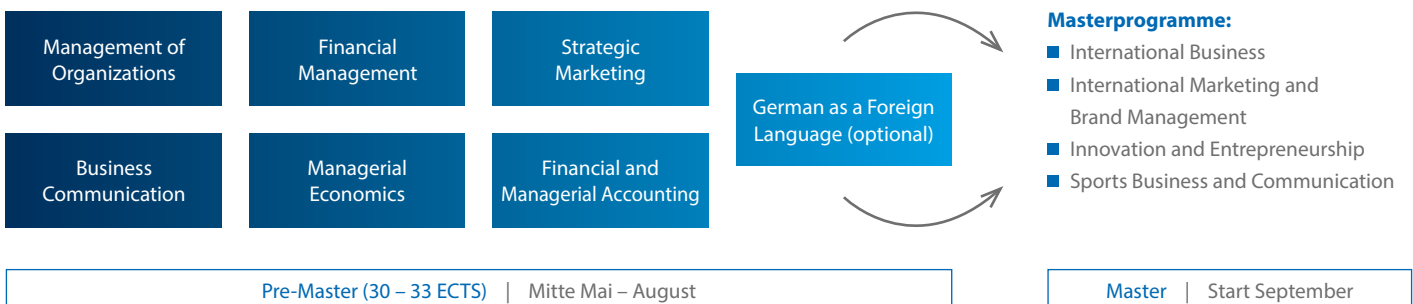 Management of
Organizations
Financial
Management
Strategic
Marketing
Business
Communication
Managerial
Economics
Financial and
Managerial Accounting
German as a Foreign
Language (optional)
Masterprogramme:
International Business
International Marketing and
Brand Management
Innovation and Entrepreneurship
Sports Business and Communication
Pre-Master (30 – 33 ECTS) | Mitte Mai – August
Master | Start September